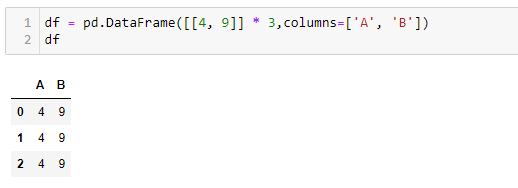 1 df = pd.DataFrame([[4, 9]] * 3,columns=['A', 'B'])
2 df
A B
0 4 9
1 4 9
2 4 9